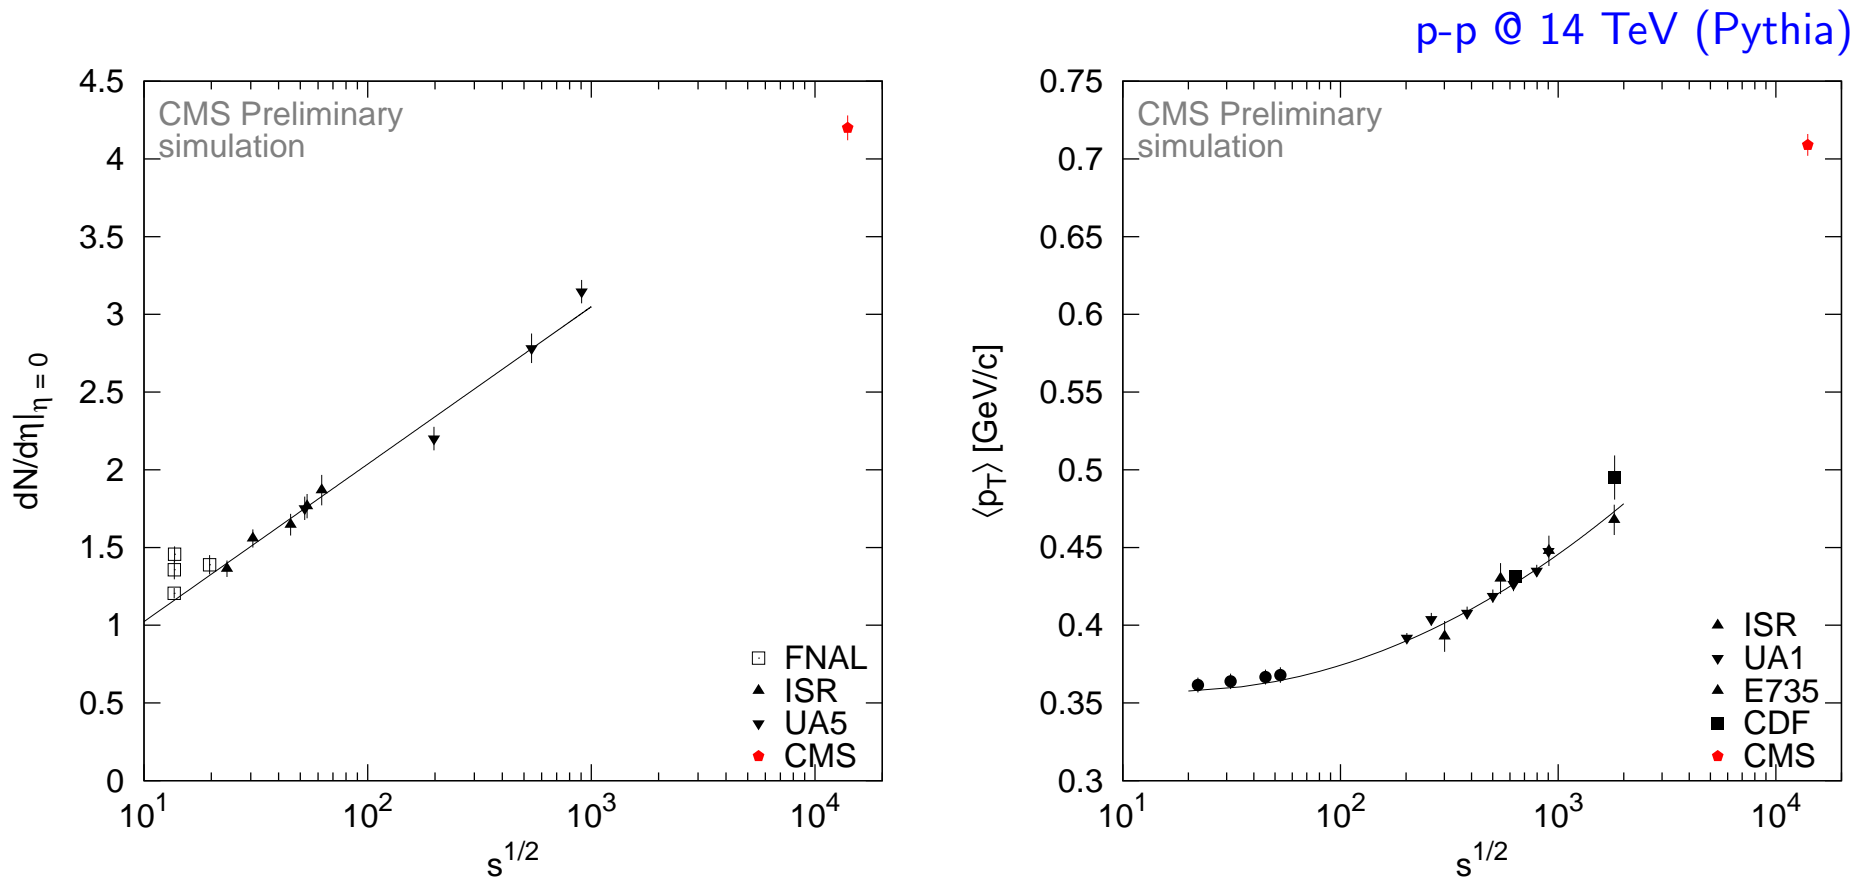 p-p @ 14 TeV (Pythia)
CMS Preliminary
simulation
4.5
4
3.5
3
2.5
2
1.5
1
0.5
0
10^1
10^2
10^3
10^4
dN/dη|η = 0
s^1/2
FNAL
ISR
UA5
CMS
CMS Preliminary
simulation
0.75
0.7
0.65
0.6
0.55
0.5
0.45
0.4
0.35
0.3
10^1
10^2
10^3
10^4
⟨pT⟩ [GeV/c]
s^1/2
ISR
UA1
E735
CDF
CMS